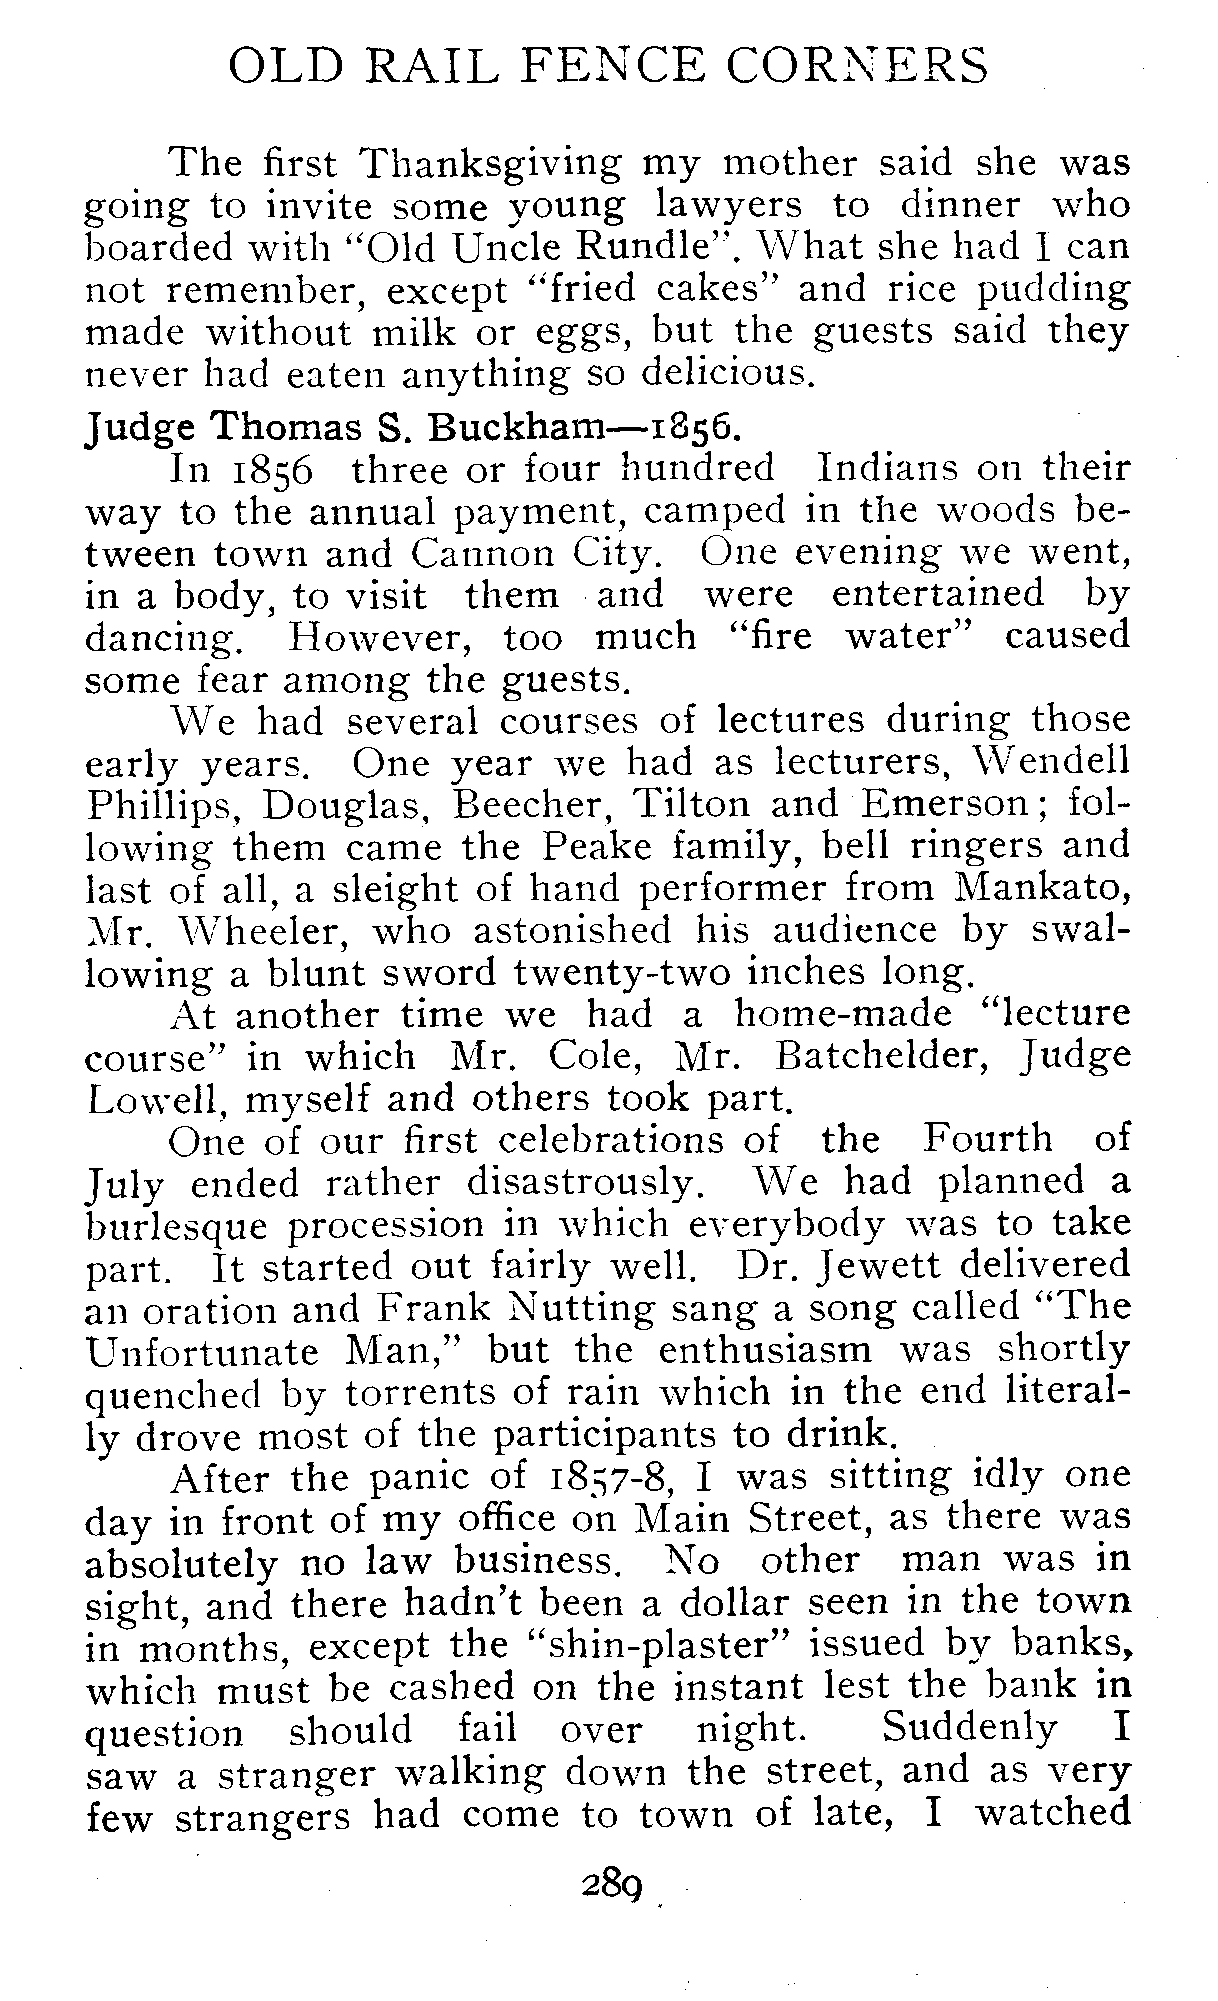 OLD RAIL FENCE CORNERS
The first Thanksgiving my mother said she was
going to invite some young lawyers to dinner who
boarded with "Old Uncle Rundle". What she had I can
not remember, except "fried cakes" and rice pudding
made without milk or eggs, but the guests said they
never had eaten anything so delicious.
Judge Thomas S. Buckham—1856.
In 1856 three or four hundred Indians on their
way to the annual payment, camped in the woods be-
tween town and Cannon City. One evening we went,
in a body, to visit them and were entertained by
dancing. However, too much "fire water" caused
some fear among the guests.
We had several courses of lectures during those
early years. One year we had as lecturers, Wendell
Phillips, Douglas, Beecher, Tilton and Emerson; fol-
lowing them came the Peake family, bell ringers and
last of all, a sleight of hand performer from Mankato,
Mr. Wheeler, who astonished his audience by swal-
lowing a blunt sword twenty-two inches long.
At another time we had a home-made "lecture
course" in which Mr. Cole, Mr. Batchelder, Judge
Lowell, myself and others took part.
One of our first celebrations of the Fourth of
July ended rather disastrously. We had planned a
burlesque procession in which everybody was to take
part. It started out fairly well. Dr. Jewett delivered
an oration and Frank Nutting sang a song called "The
Unfortunate Man," but the enthusiasm was shortly
quenched by torrents of rain which in the end literal-
ly drove most of the participants to drink.
After the panic of 1857-8, I was sitting idly one
day in front of my office on Main Street, as there was
absolutely no law business. No other man was in
sight, and there hadn't been a dollar seen in the town
in months, except the "shin-plaster" issued by banks,
which must be cashed on the instant lest the bank in
question should fail over night. Suddenly I
saw a stranger walking down the street, and as very
few strangers had come to town of late, I watched
289